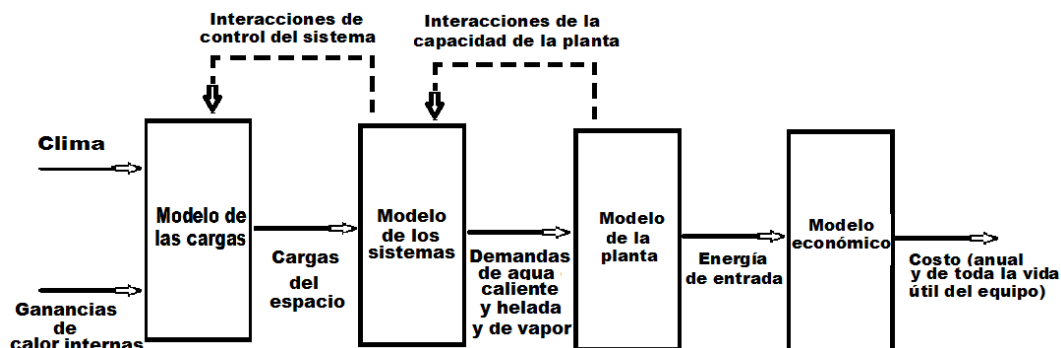 Interacciones de
control del sistema
Interacciones de la
capacidad de la planta
Clima
Ganancias
de
calor internas
Modelo de
las cargas
Cargas
del
espacio
Modelo
de los
sistemas
Demandas
de agua
caliente
y helada
y de vapor
Modelo
de la
planta
Energía
de entrada
Modelo
económico
Costo (anual
y de toda la vida
útil del equipo)